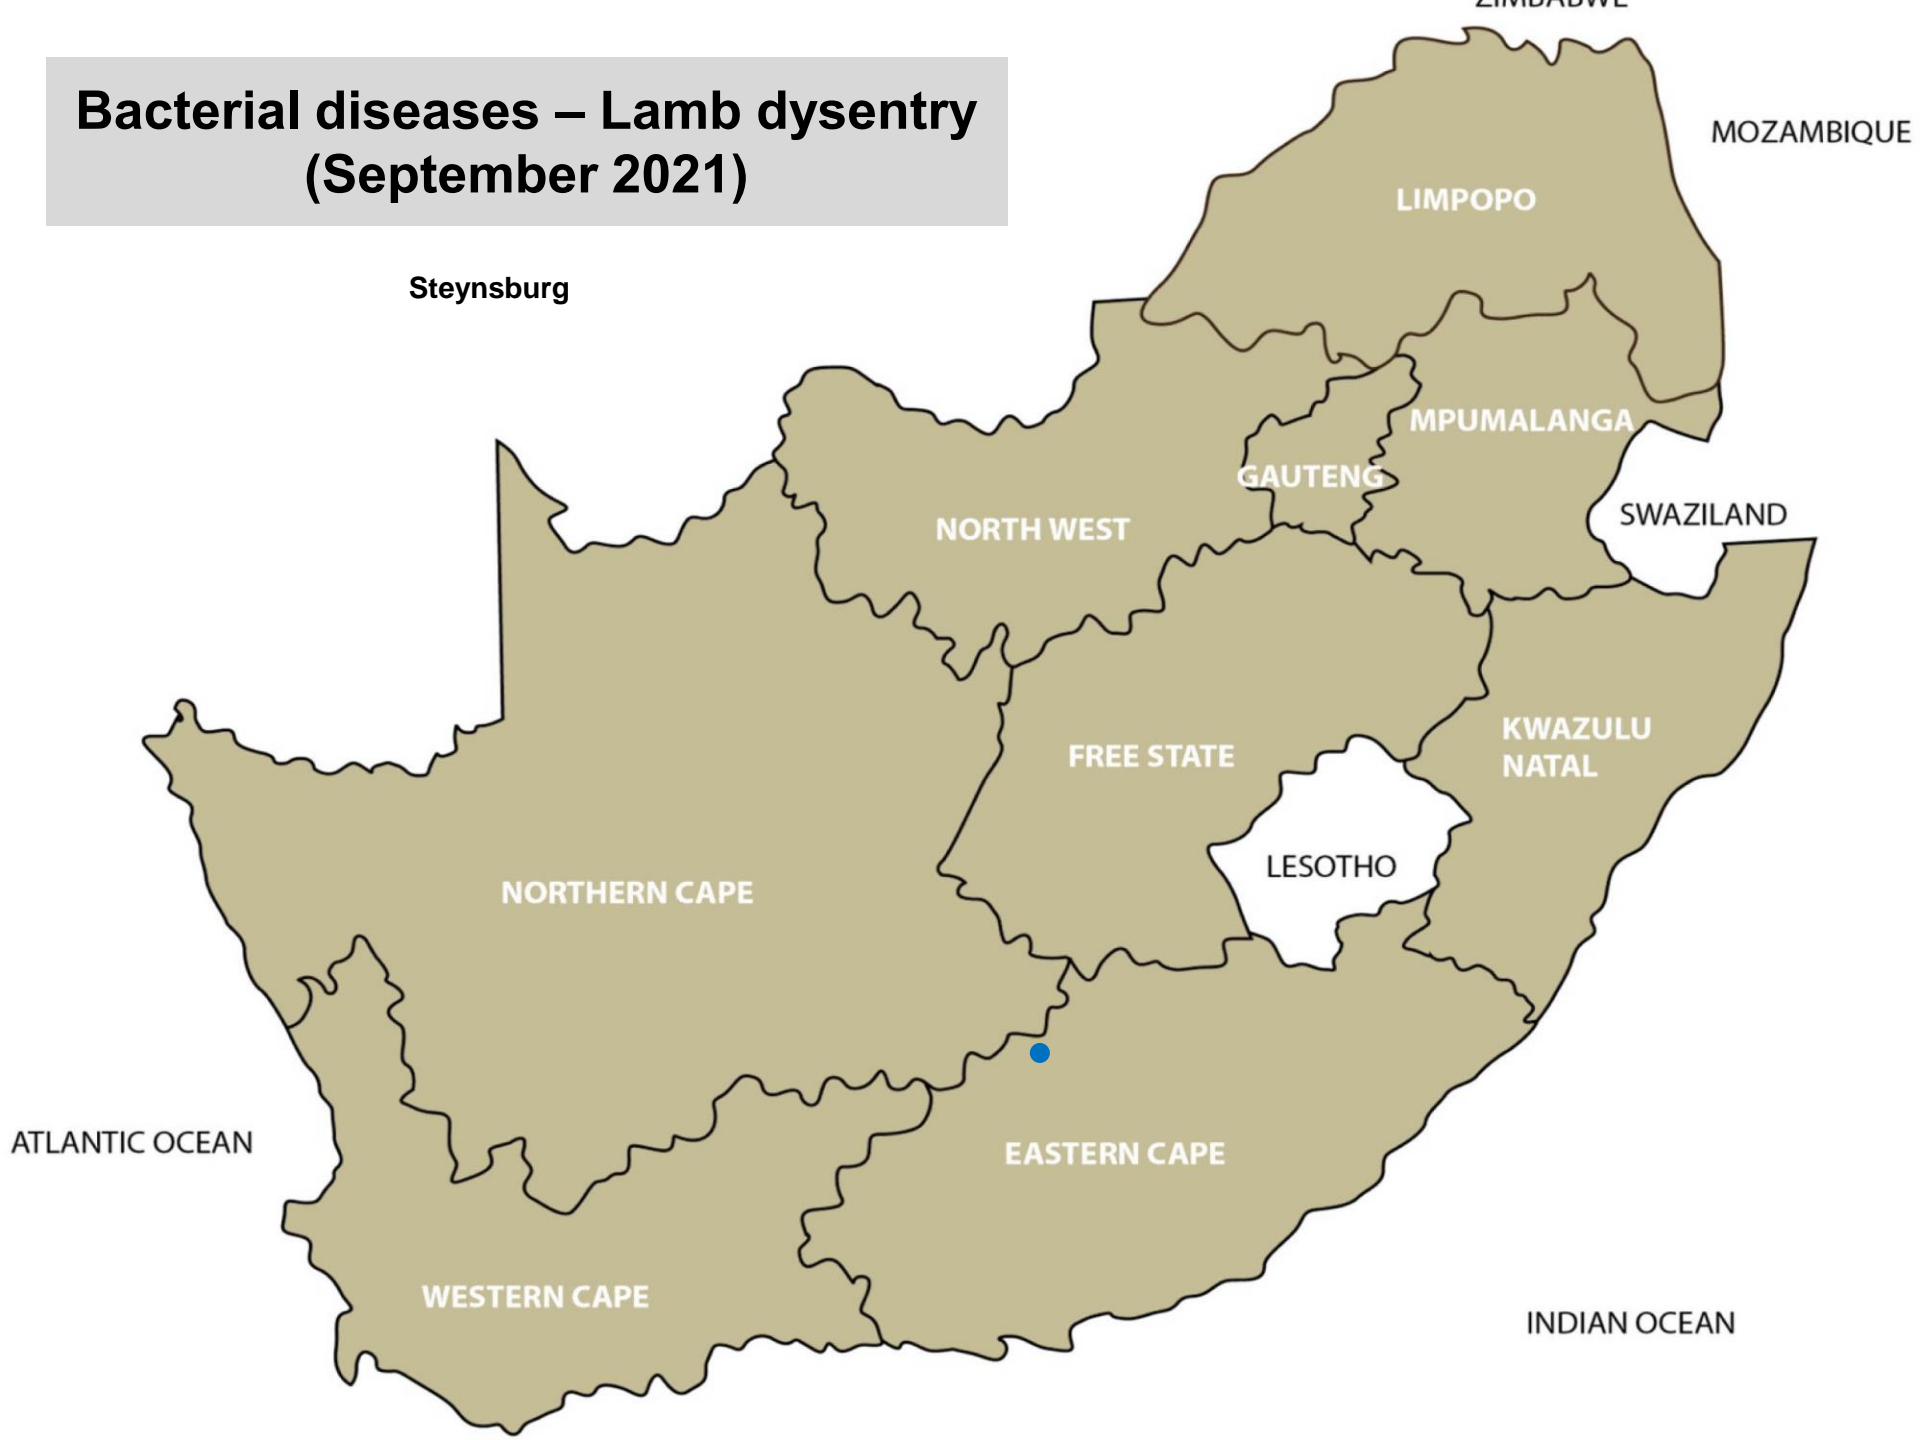 ZIMBABWE
Bacterial diseases – Lamb dysentry
(September 2021)
MOZAMBIQUE
LIMPOPO
Steynsburg
MPUMALANGA
GAUTENG
SWAZILAND
NORTH WEST
KWAZULU
NATAL
FREE STATE
LESOTHO
NORTHERN CAPE
ATLANTIC OCEAN
EASTERN CAPE
WESTERN CAPE
INDIAN OCEAN